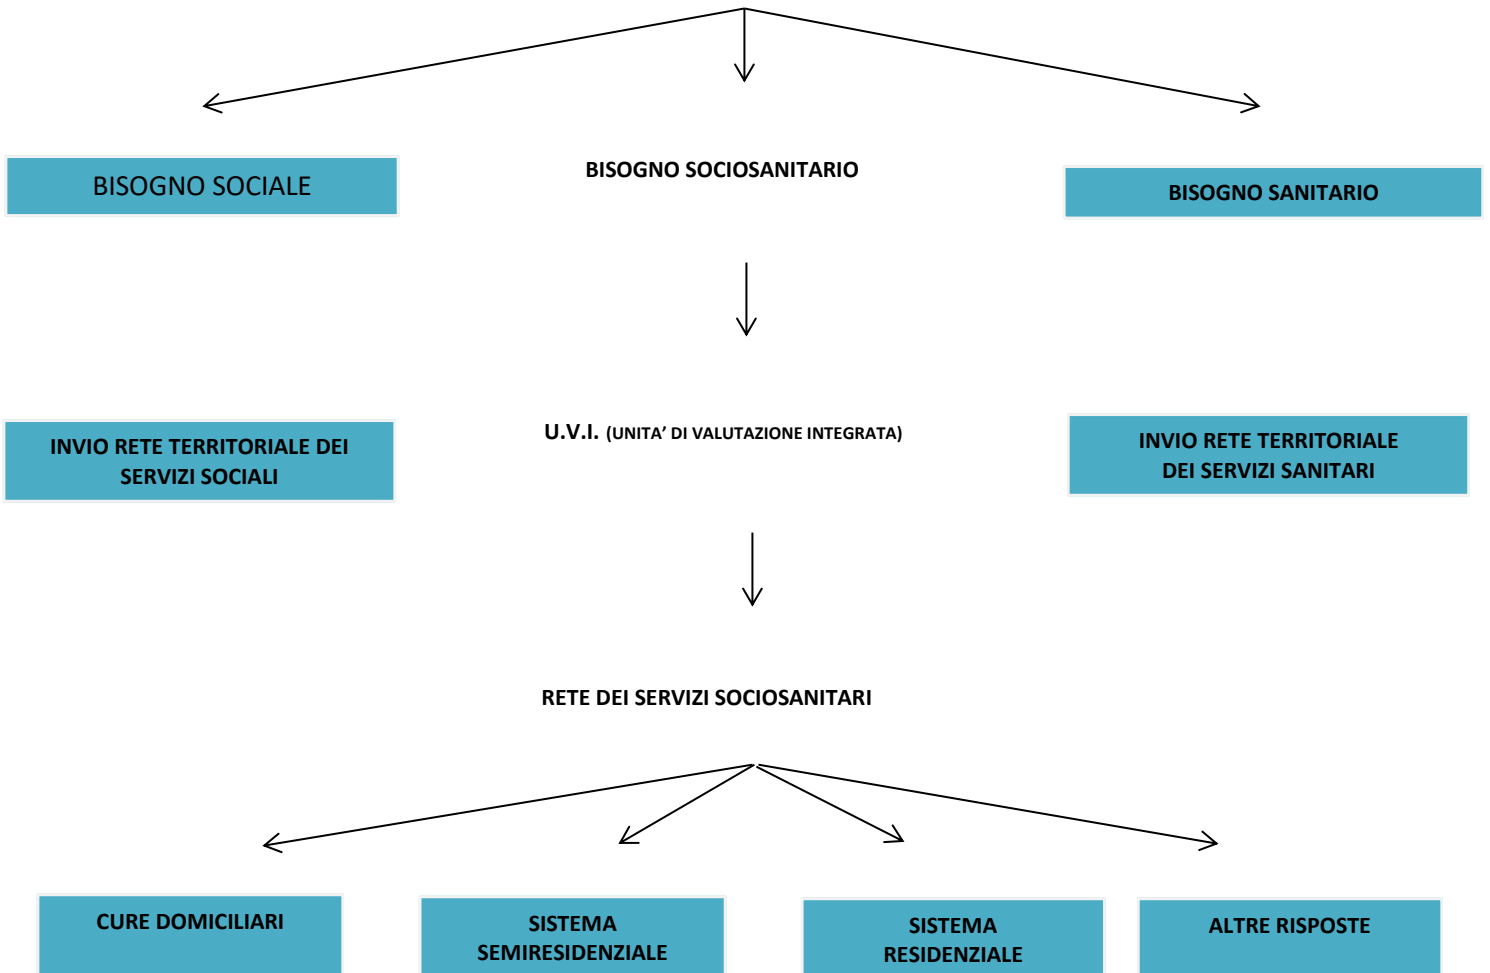 BISOGNO SOCIALE
BISOGNO SOCIOSANITARIO
BISOGNO SANITARIO
INVIO RETE TERRITORIALE DEI
SERVIZI SOCIALI
U.V.I. (UNITA’ DI VALUTAZIONE INTEGRATA)
INVIO RETE TERRITORIALE
DEI SERVIZI SANITARI
RETE DEI SERVIZI SOCIOSANITARI
CURE DOMICILIARI
SISTEMA
SEMIRESIDENZIALE
SISTEMA
RESIDENZIALE
ALTRE RISPOSTE